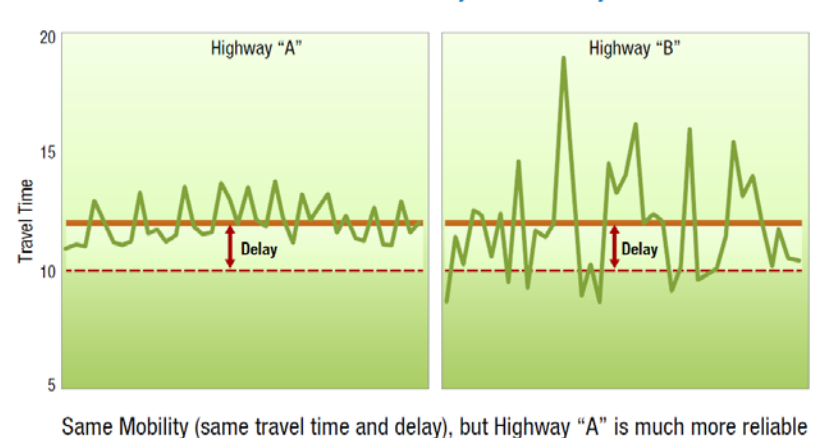 20
Highway “A”
Highway “B”
15
Travel Time
Delay
Delay
10
5
Same Mobility (same travel time and delay), but Highway “A” is much more reliable